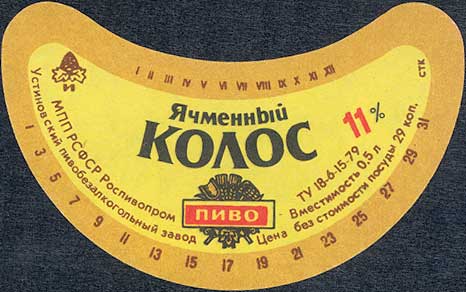 I II III IV V VI VII VIII IX X XI XII
Ячменный
КОЛОС
11%
МПП РСФСР Роспивопром
Устиновский пивобезалкогольный завод
ПИВО
ТУ 18-6-15-79
Вместимость 0.5 л
Цена без стоимости посуды 29 коп.
СТК
1 3 5 7 9 11 13 15 17 19 21 23 25 27 29 31